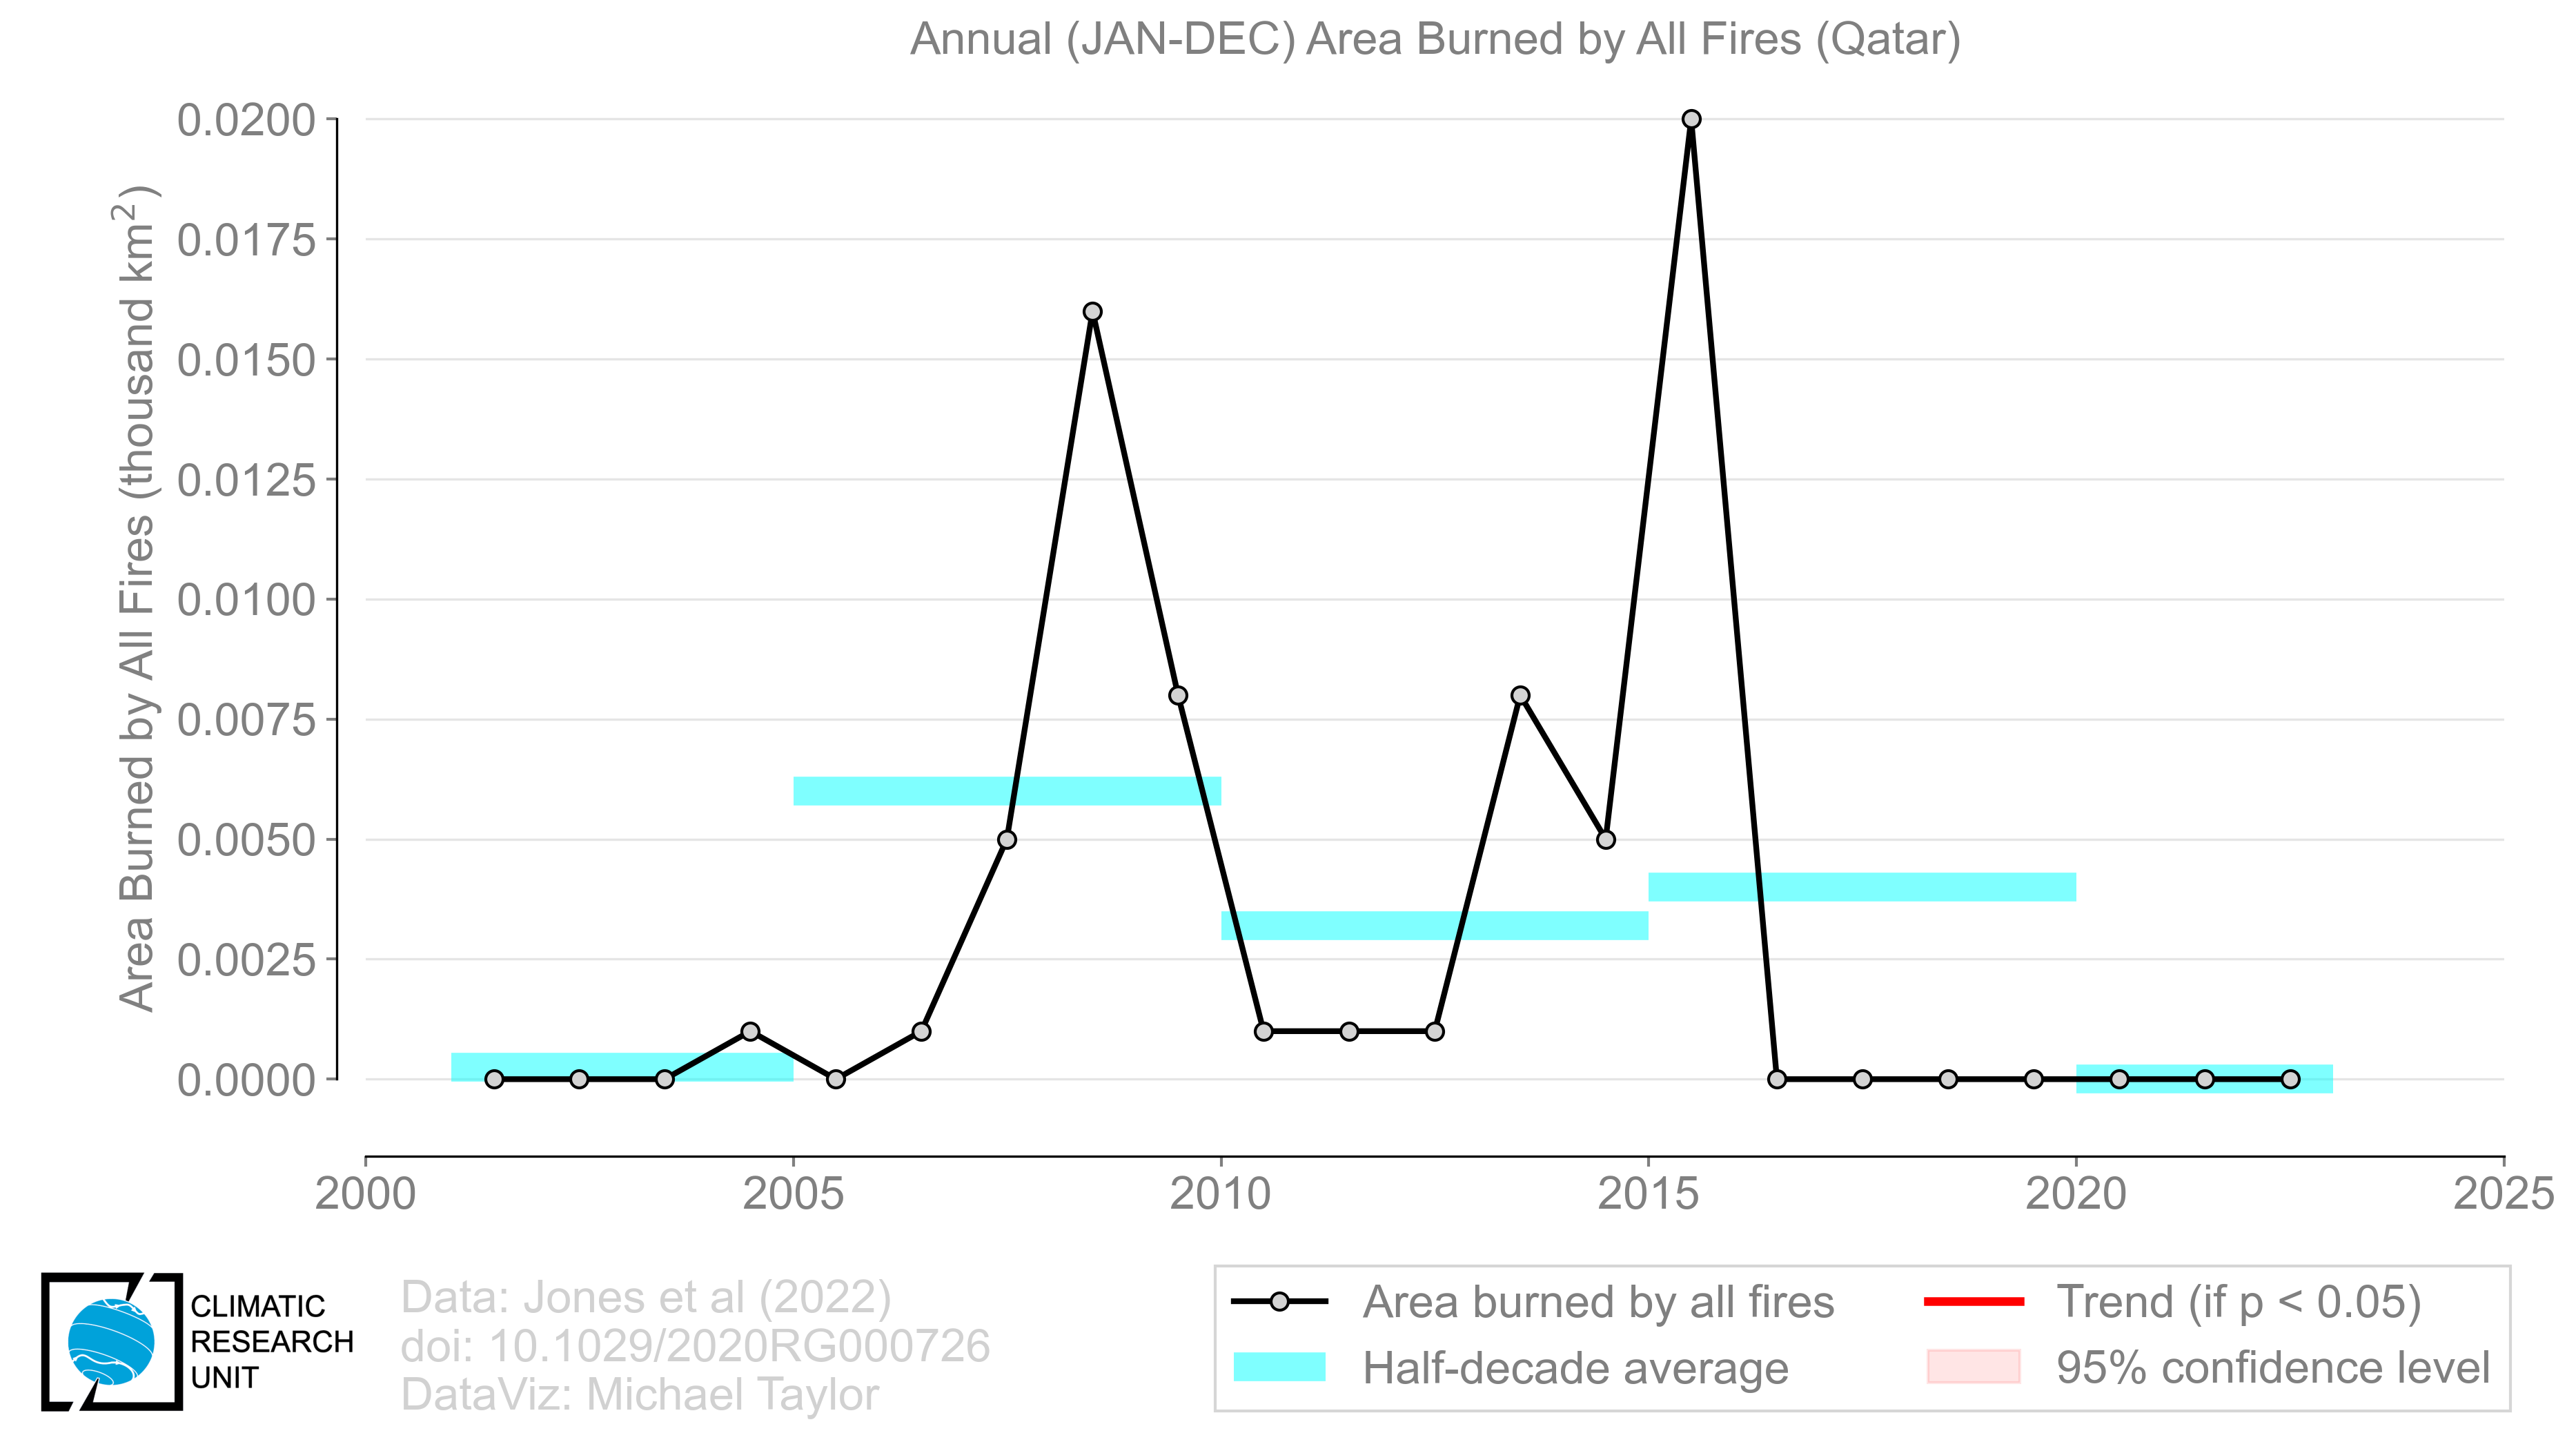 Annual (JAN-DEC) Area Burned by All Fires (Qatar)
Area Burned by All Fires (thousand km²)
0.0200
0.0175
0.0150
0.0125
0.0100
0.0075
0.0050
0.0025
0.0000
2000
2005
2010
2015
2020
2025
CLIMATIC
RESEARCH
UNIT
Data: Jones et al (2022)
doi: 10.1029/2020RG000726
DataViz: Michael Taylor
Area burned by all fires
Half-decade average
Trend (if p < 0.05)
95% confidence level